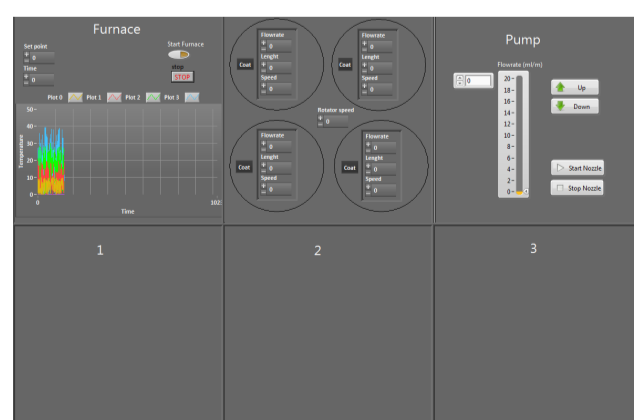 Furnace
Set point
0
Time
0
Start Furnace
stop
STOP
Plot 0 Plot 1 Plot 2 Plot 3
Temperature
50
40
30
20
10
0
0 102
Time
Coat
Flowrate
0
Lenght
0
Speed
0
Coat
Flowrate
0
Lenght
0
Speed
0
Rotator speed
0
Coat
Flowrate
0
Lenght
0
Speed
0
Coat
Flowrate
0
Lenght
0
Speed
0
Pump
Flowrate (ml/m)
0
20
18
16
14
12
10
8
6
4
2
0
Up
Down
Start Nozzle
Stop Nozzle
1
2
3